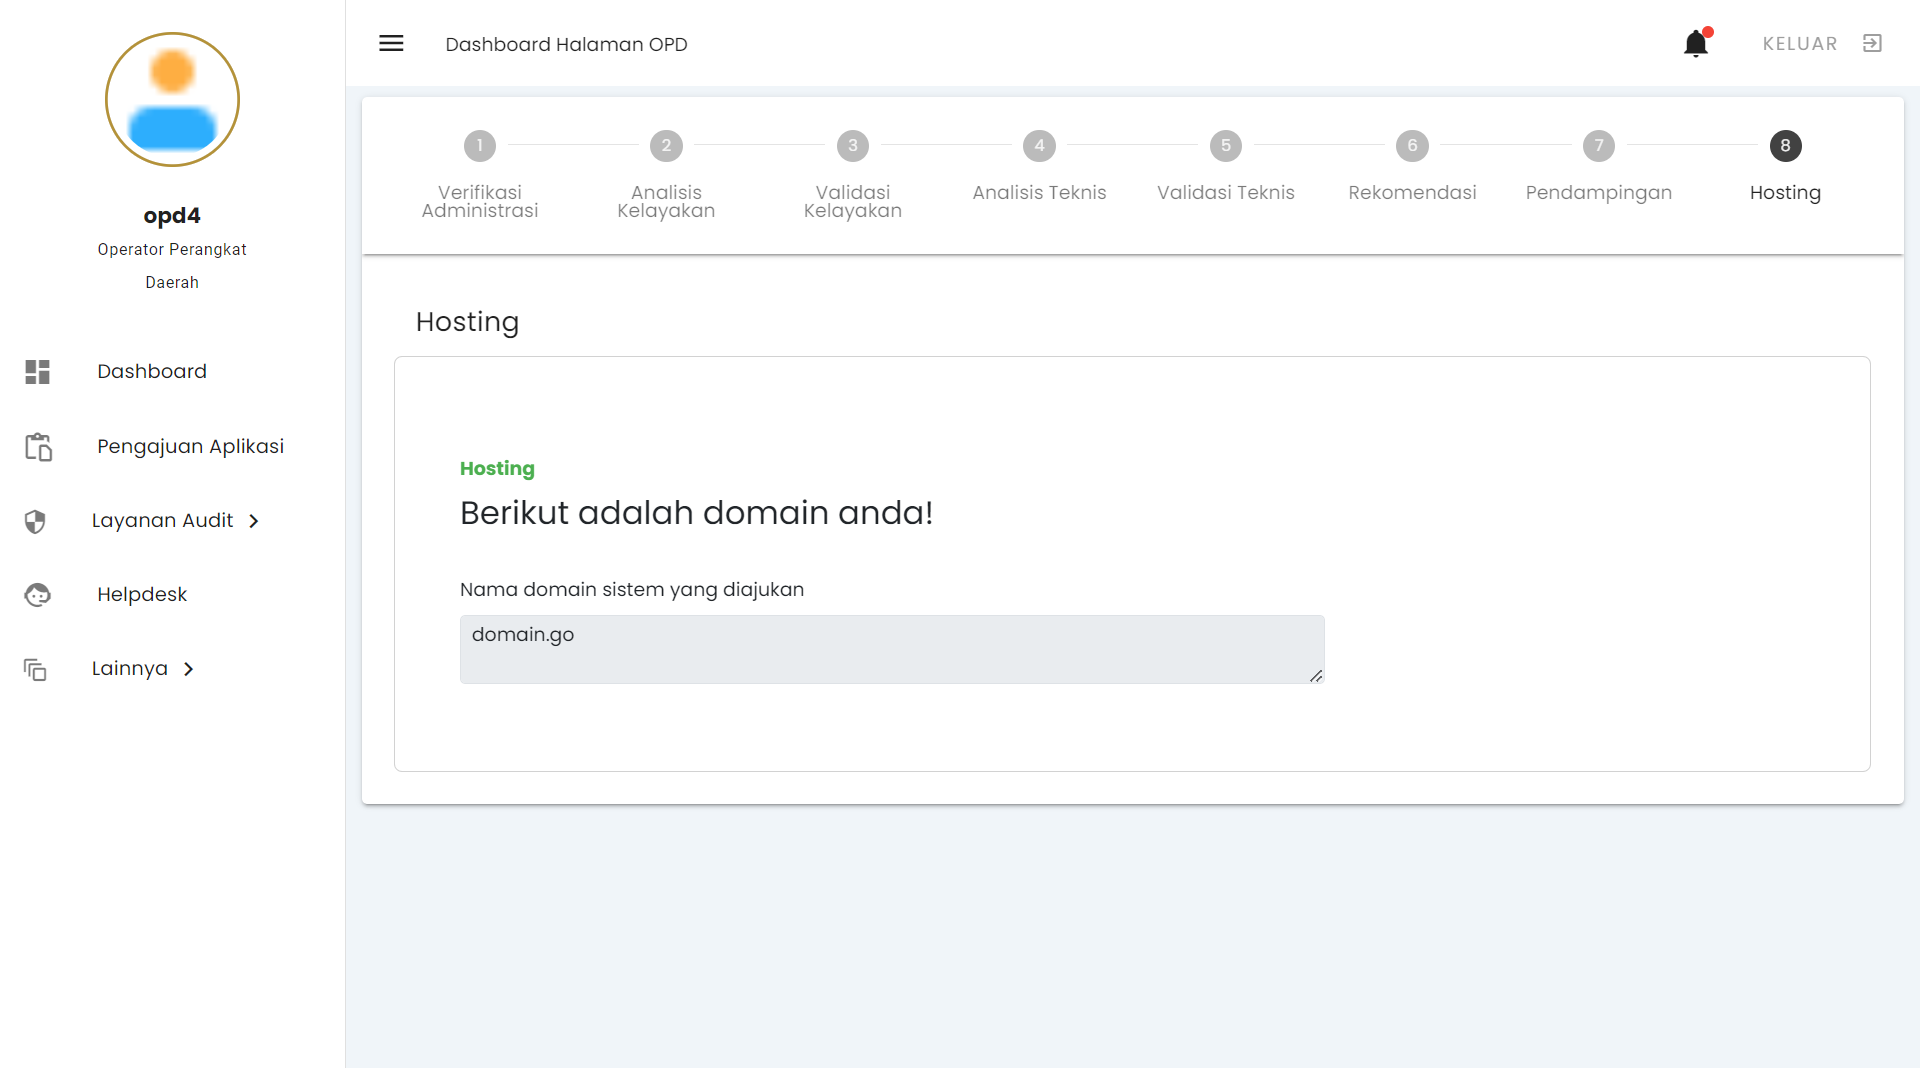 opd4
Operator Perangkat
Daerah
Dashboard
Pengajuan Aplikasi
Layanan Audit
Helpdesk
Lainnya
Dashboard Halaman OPD
KELUAR
1
Verifikasi
Administrasi
2
Analisis
Kelayakan
3
Validasi
Kelayakan
4
Analisis Teknis
5
Validasi Teknis
6
Rekomendasi
7
Pendampingan
8
Hosting
Hosting
Hosting
Berikut adalah domain anda!
Nama domain sistem yang diajukan
domain.go